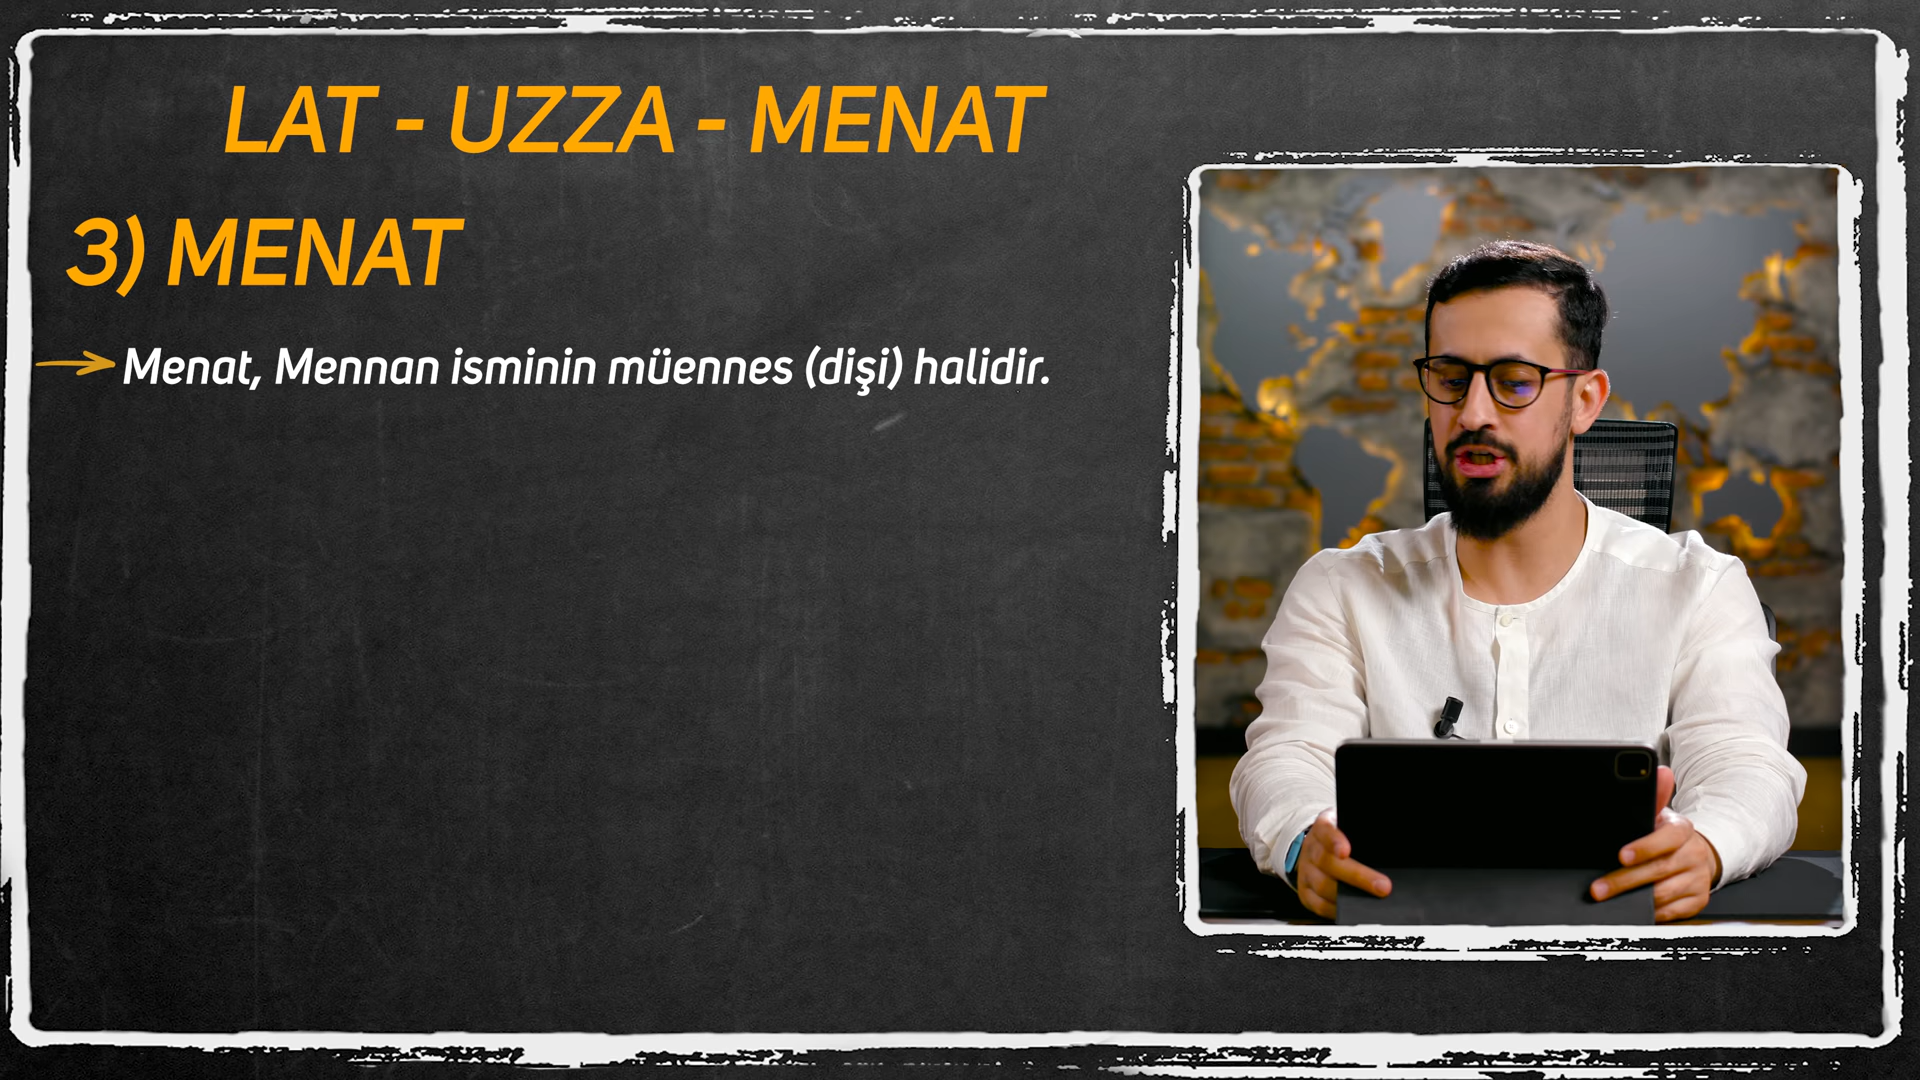 LAT - UZZA - MENAT
3) MENAT
Menat, Mennan isminin müennes (dişi) halidir.